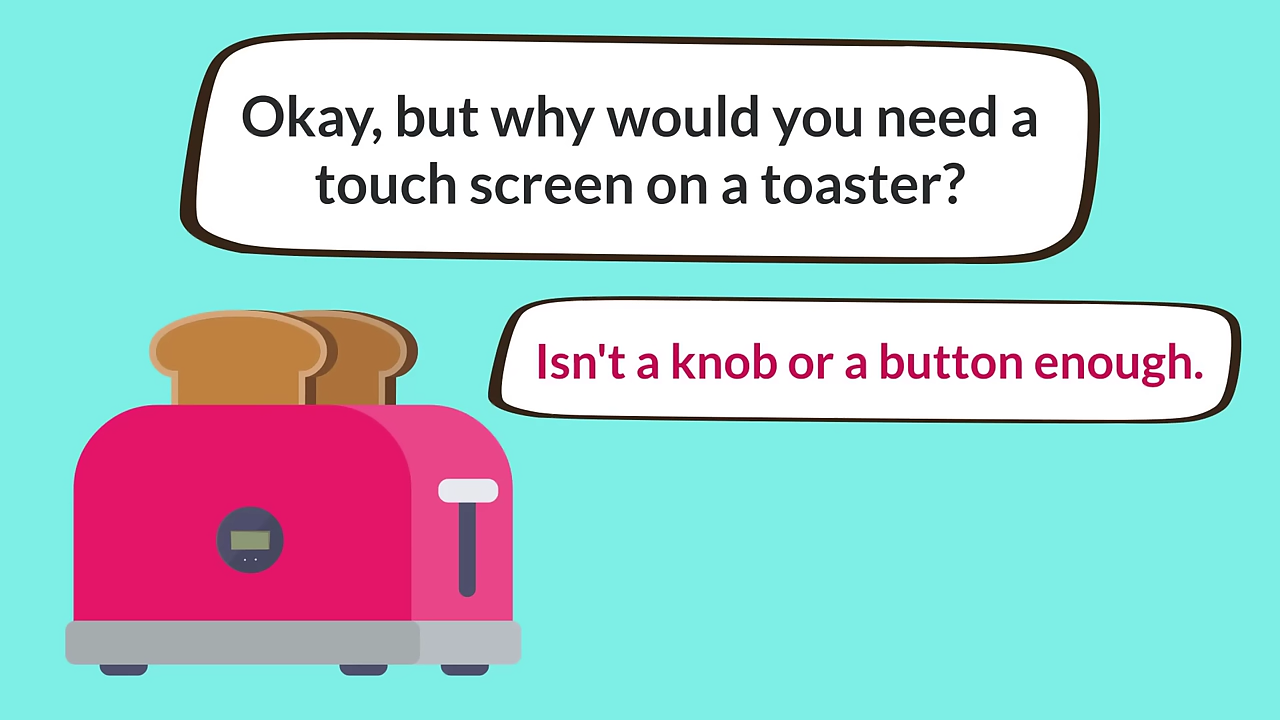 Okay, but why would you need a
touch screen on a toaster?
Isn't a knob or a button enough.